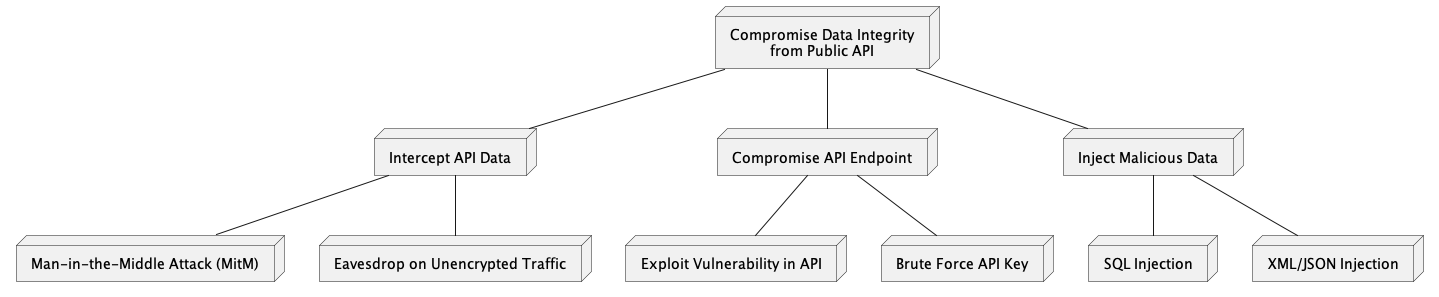 Compromise Data Integrity
from Public API
Intercept API Data
Compromise API Endpoint
Inject Malicious Data
Man-in-the-Middle Attack (MitM)
Eavesdrop on Unencrypted Traffic
Exploit Vulnerability in API
Brute Force API Key
SQL Injection
XML/JSON Injection